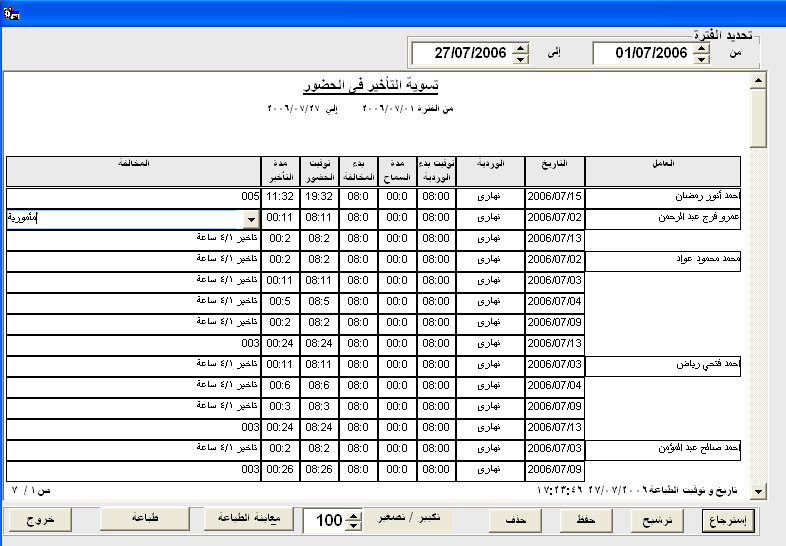 تحديد الفترة
من 01/07/2006 إلى 27/07/2006
تسوية التأخير فى الحضور
من الفترة ٢٠٠٦/٠٧/٠١ إلي ٢٠٠٦/٠٧/٢٧
العامل التاريخ الوردية توقيت بدء الوردية مدة السماح بدء المخالفة توقيت الحضور مدة التأخير المخالفة
احمد أنور رمضان 2006/07/15 نهارى 08:00 00:0 08:0 19:32 11:32 005
عمرو فرج عبد الرحمن 2006/07/02 نهارى 08:00 00:0 08:0 08:11 00:11 مأمورية
2006/07/13 نهارى 08:00 00:0 08:0 08:2 00:2 تاخير ٤/١ ساعة
محمد محمود عواد 2006/07/02 نهارى 08:00 00:0 08:0 08:2 00:2 تاخير ٤/١ ساعة
2006/07/03 نهارى 08:00 00:0 08:0 08:11 00:11 تاخير ٤/١ ساعة
2006/07/04 نهارى 08:00 00:0 08:0 08:5 00:5 تاخير ٤/١ ساعة
2006/07/09 نهارى 08:00 00:0 08:0 08:2 00:2 تاخير ٤/١ ساعة
2006/07/13 نهارى 08:00 00:0 08:0 08:24 00:24 003
احمد فتحي رياض 2006/07/03 نهارى 08:00 00:0 08:0 08:11 00:11 تاخير ٤/١ ساعة
2006/07/04 نهارى 08:00 00:0 08:0 08:6 00:6 تاخير ٤/١ ساعة
2006/07/09 نهارى 08:00 00:0 08:0 08:3 00:3 تاخير ٤/١ ساعة
2006/07/13 نهارى 08:00 00:0 08:0 08:24 00:24 003
احمد صالح عبد المؤمن 2006/07/03 نهارى 08:00 00:0 08:0 08:2 00:2 تاخير ٤/١ ساعة
2006/07/09 نهارى 08:00 00:0 08:0 08:26 00:26 003
تاريخ و توقيت الطباعة ٢٧/٠٧/٢٠٠٦ ١٧:٢٣:٤٦ ص ١ / ٧
إسترجاع ترشيح حفظ حذف تكبير / تصغير 100 معاينة الطباعة طباعة خروج